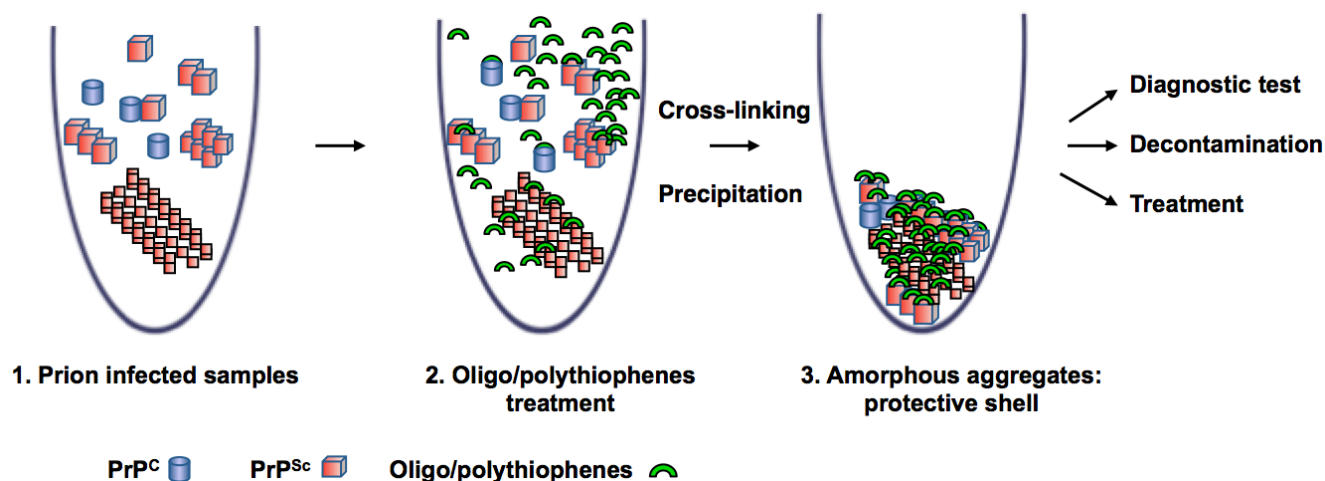 Cross-linking
Precipitation
Diagnostic test
Decontamination
Treatment
1. Prion infected samples
2. Oligo/polythiophenes
treatment
3. Amorphous aggregates:
protective shell
PrPᶜ
PrPˢᶜ
Oligo/polythiophenes